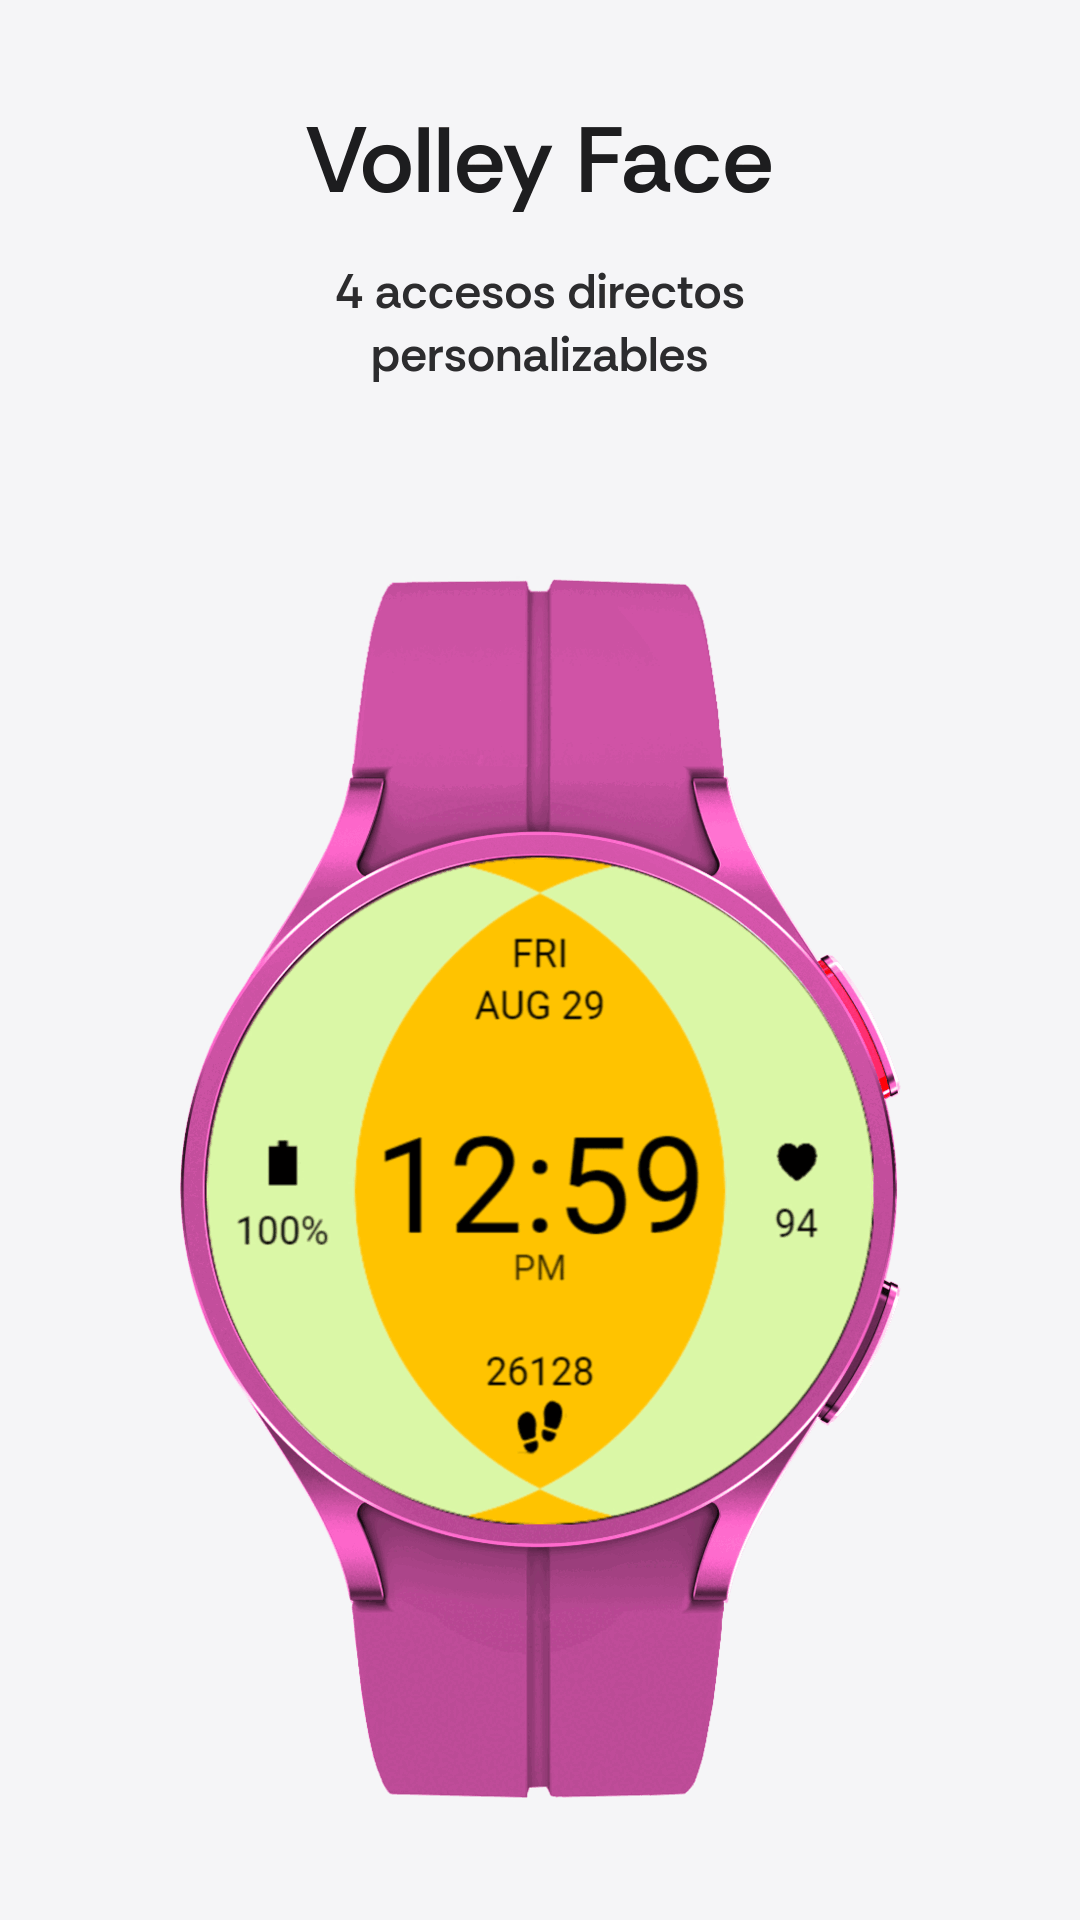 Volley Face
4 accesos directos
personalizables
FRI
AUG 29
12:59
PM
100%
94
26128